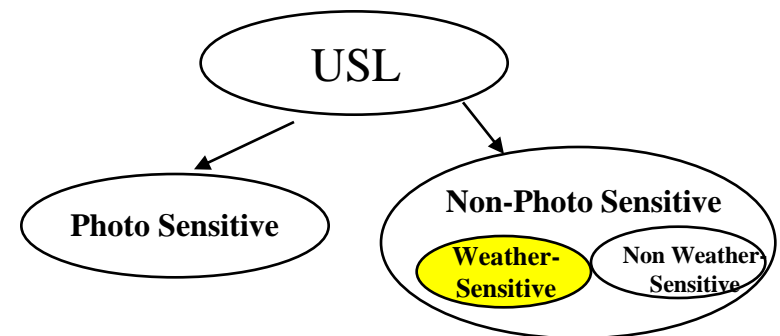 USL
Photo Sensitive
Non-Photo Sensitive
Weather-
Sensitive
Non Weather-
Sensitive